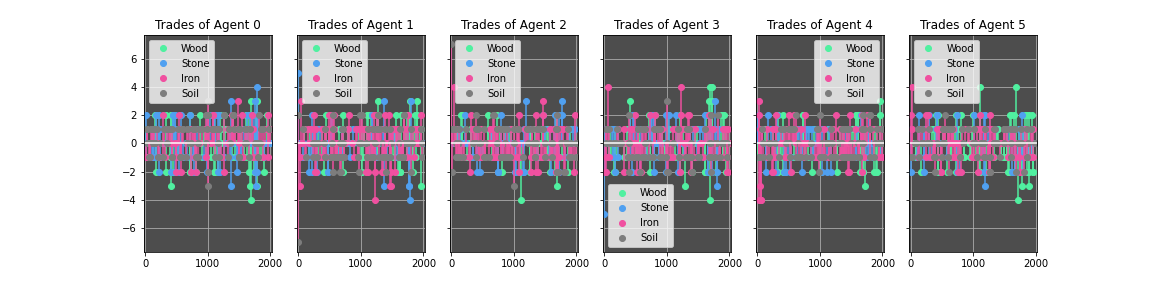 Trades of Agent 0
Trades of Agent 1
Trades of Agent 2
Trades of Agent 3
Trades of Agent 4
Trades of Agent 5
6
4
2
0
−2
−4
−6
Wood
Stone
Iron
Soil
Wood
Stone
Iron
Soil
Wood
Stone
Iron
Soil
Wood
Stone
Iron
Soil
Wood
Stone
Iron
Soil
Wood
Stone
Iron
Soil
0 1000 2000
0 1000 2000
0 1000 2000
0 1000 2000
0 1000 2000
0 1000 2000